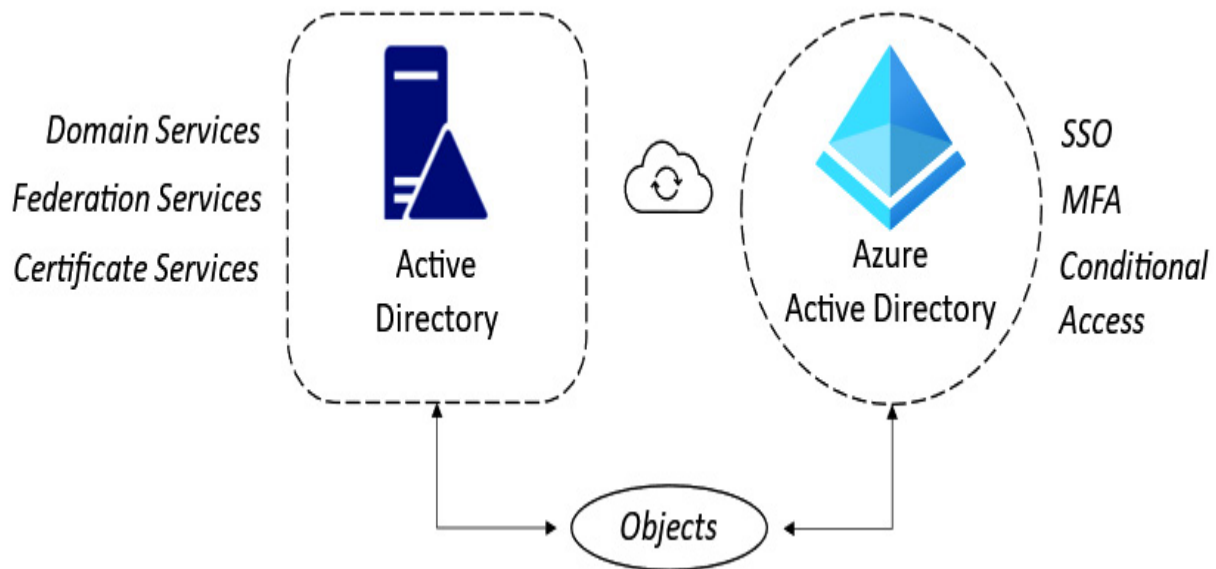 Domain Services
Federation Services
Certificate Services
Active
Directory
Azure
Active Directory
SSO
MFA
Conditional
Access
Objects